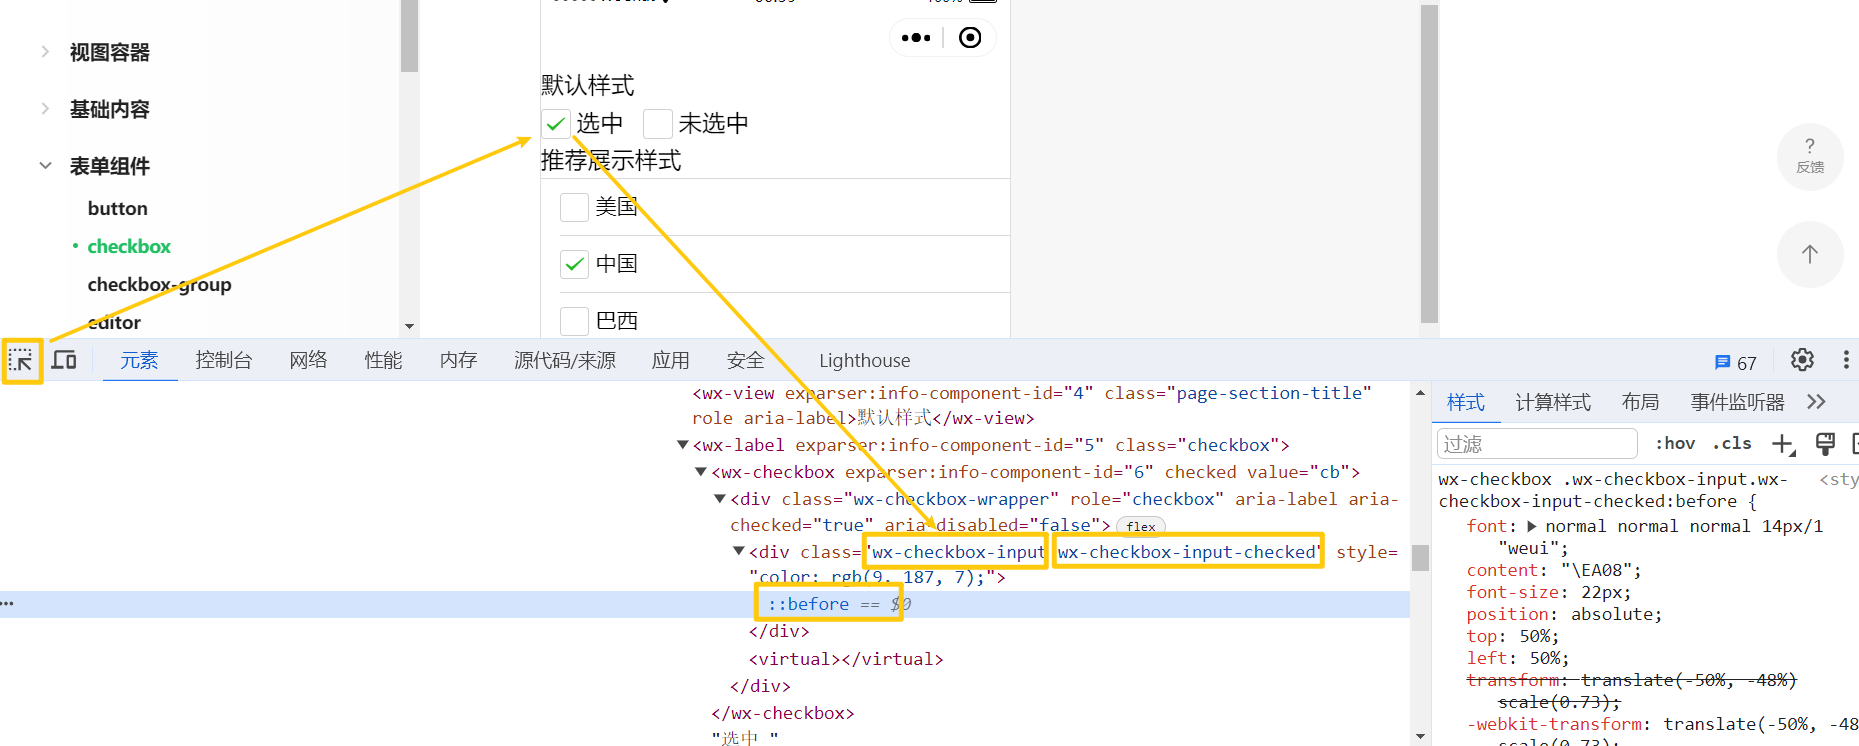 视图容器
基础内容
表单组件
button
checkbox
checkbox-group
editor
默认样式
选中 未选中
推荐展示样式
美国
中国
巴西
?
反馈
元素 控制台 网络 性能 内存 源代码/来源 应用 安全 Lighthouse 67
<wx-view exparser:info-component-id="4" class="page-section-title"
role aria-label>默认样式</wx-view>
<wx-label exparser:info-component-id="5" class="checkbox">
<wx-checkbox exparser:info-component-id="6" checked value="cb">
<div class="wx-checkbox-wrapper" role="checkbox" aria-label aria-
checked="true" aria-disabled="false"> flex
<div class="wx-checkbox-input wx-checkbox-input-checked" style=
"color: rgb(9, 187, 7);">
::before == $0
</div>
<virtual></virtual>
</div>
</wx-checkbox>
"选中 "
样式 计算样式 布局 事件监听器
过滤 :hov .cls
wx-checkbox .wx-checkbox-input.wx- <sty
checkbox-input-checked:before {
font: normal normal normal 14px/1
"weui";
content: "\EA08";
font-size: 22px;
position: absolute;
top: 50%;
left: 50%;
transform: translate(-50%, -48%)
scale(0.73);
-webkit-transform: translate(-50%, -48
scale(0.73);